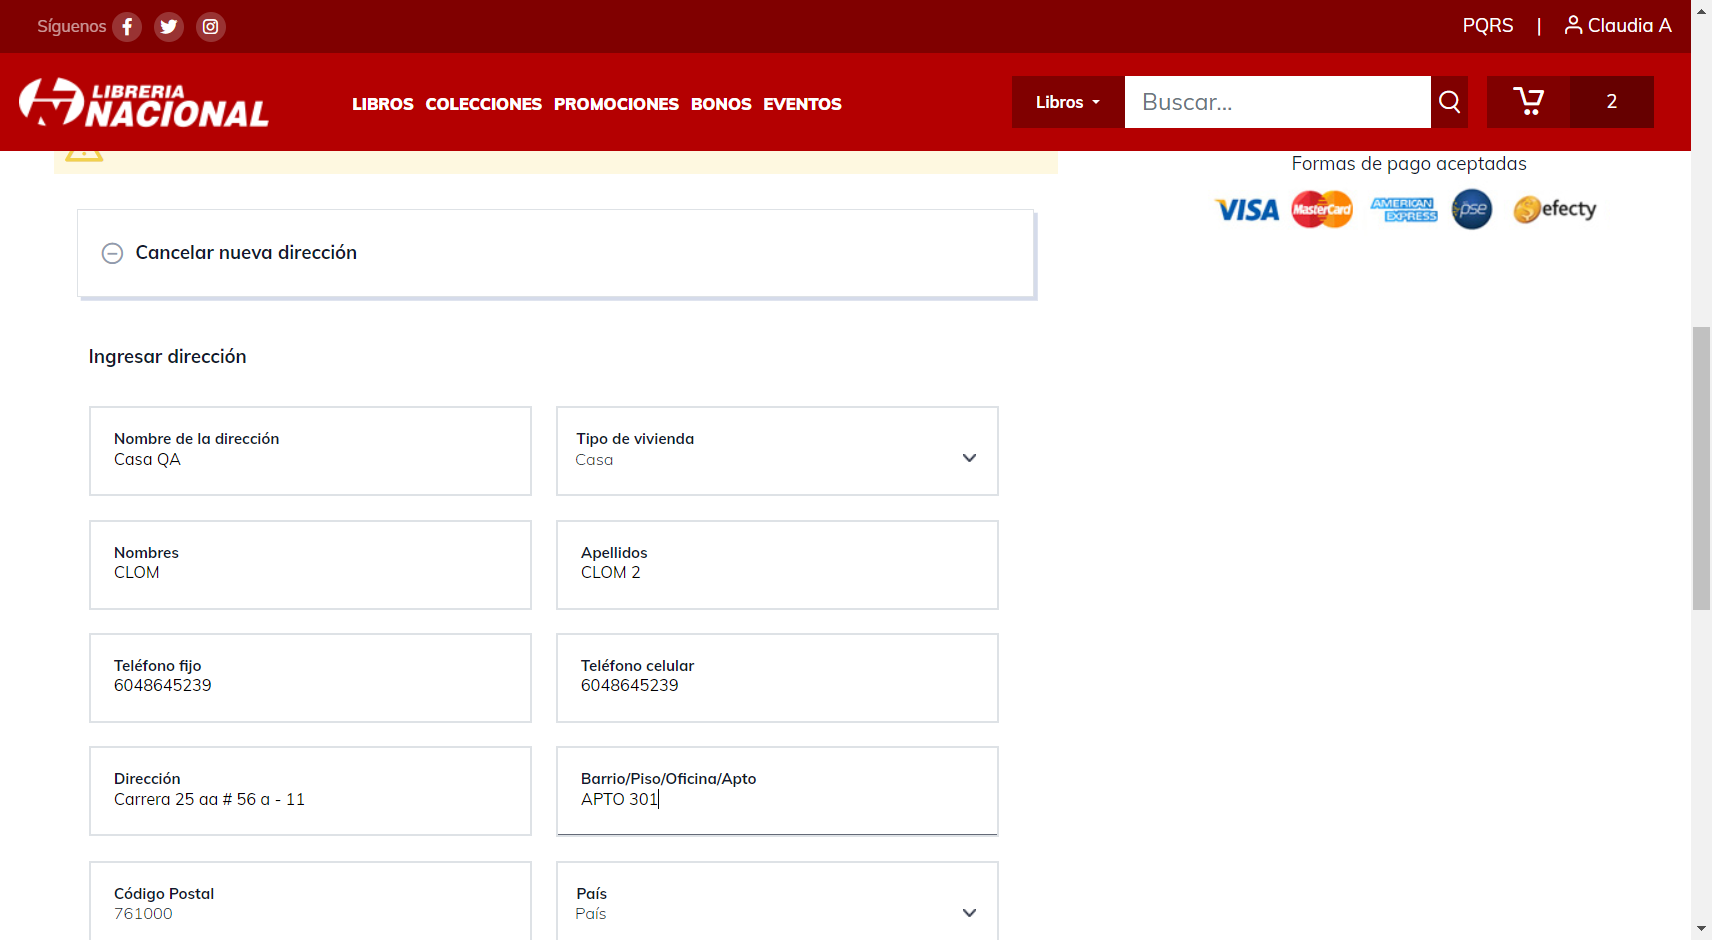 Síguenos
PQRS | Claudia A
LIBRERIA
NACIONAL
LIBROS COLECCIONES PROMOCIONES BONOS EVENTOS
Libros
Buscar...
2
Formas de pago aceptadas
VISA MasterCard AMERICAN EXPRESS pse efecty
Cancelar nueva dirección
Ingresar dirección
Nombre de la dirección
Casa QA
Tipo de vivienda
Casa
Nombres
CLOM
Apellidos
CLOM 2
Teléfono fijo
6048645239
Teléfono celular
6048645239
Dirección
Carrera 25 aa # 56 a - 11
Barrio/Piso/Oficina/Apto
APTO 301
Código Postal
761000
País
País